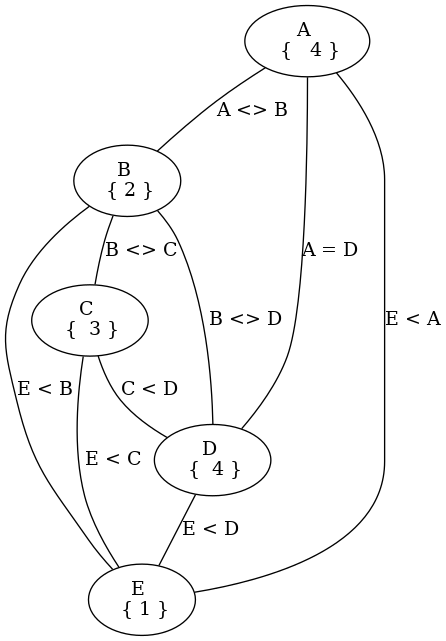 A
{ 4 }
A <> B
B
{ 2 }
B <> C
A = D
C
{ 3 }
B <> D
E < A
E < B
C < D
D
{ 4 }
E < C
E < D
E
{ 1 }